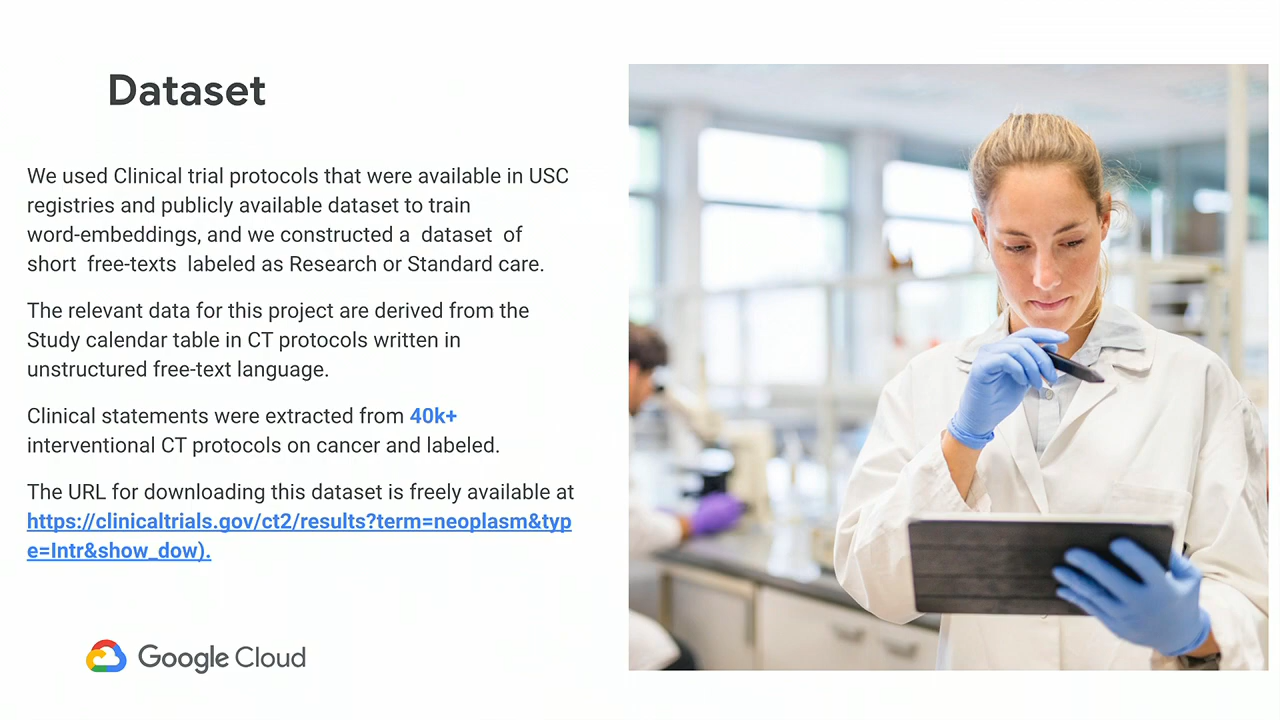 Dataset
We used Clinical trial protocols that were available in USC
registries and publicly available dataset to train
word-embeddings, and we constructed a dataset of
short free-texts labeled as Research or Standard care.
The relevant data for this project are derived from the
Study calendar table in CT protocols written in
unstructured free-text language.
Clinical statements were extracted from 40k+
interventional CT protocols on cancer and labeled.
The URL for downloading this dataset is freely available at
https://clinicaltrials.gov/ct2/results?term=neoplasm&typ
e=Intr&show_dow).
Google Cloud